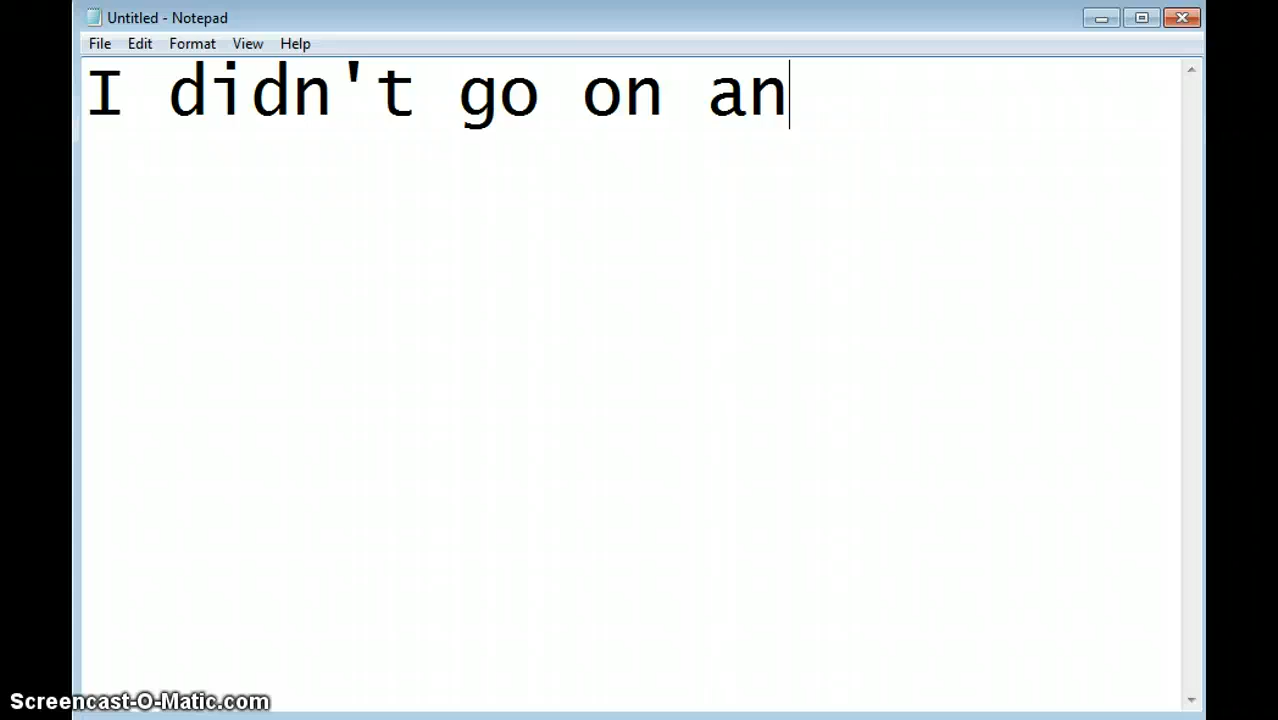 Untitled - Notepad
File Edit Format View Help
I didn't go on an
Screencast-O-Matic.com